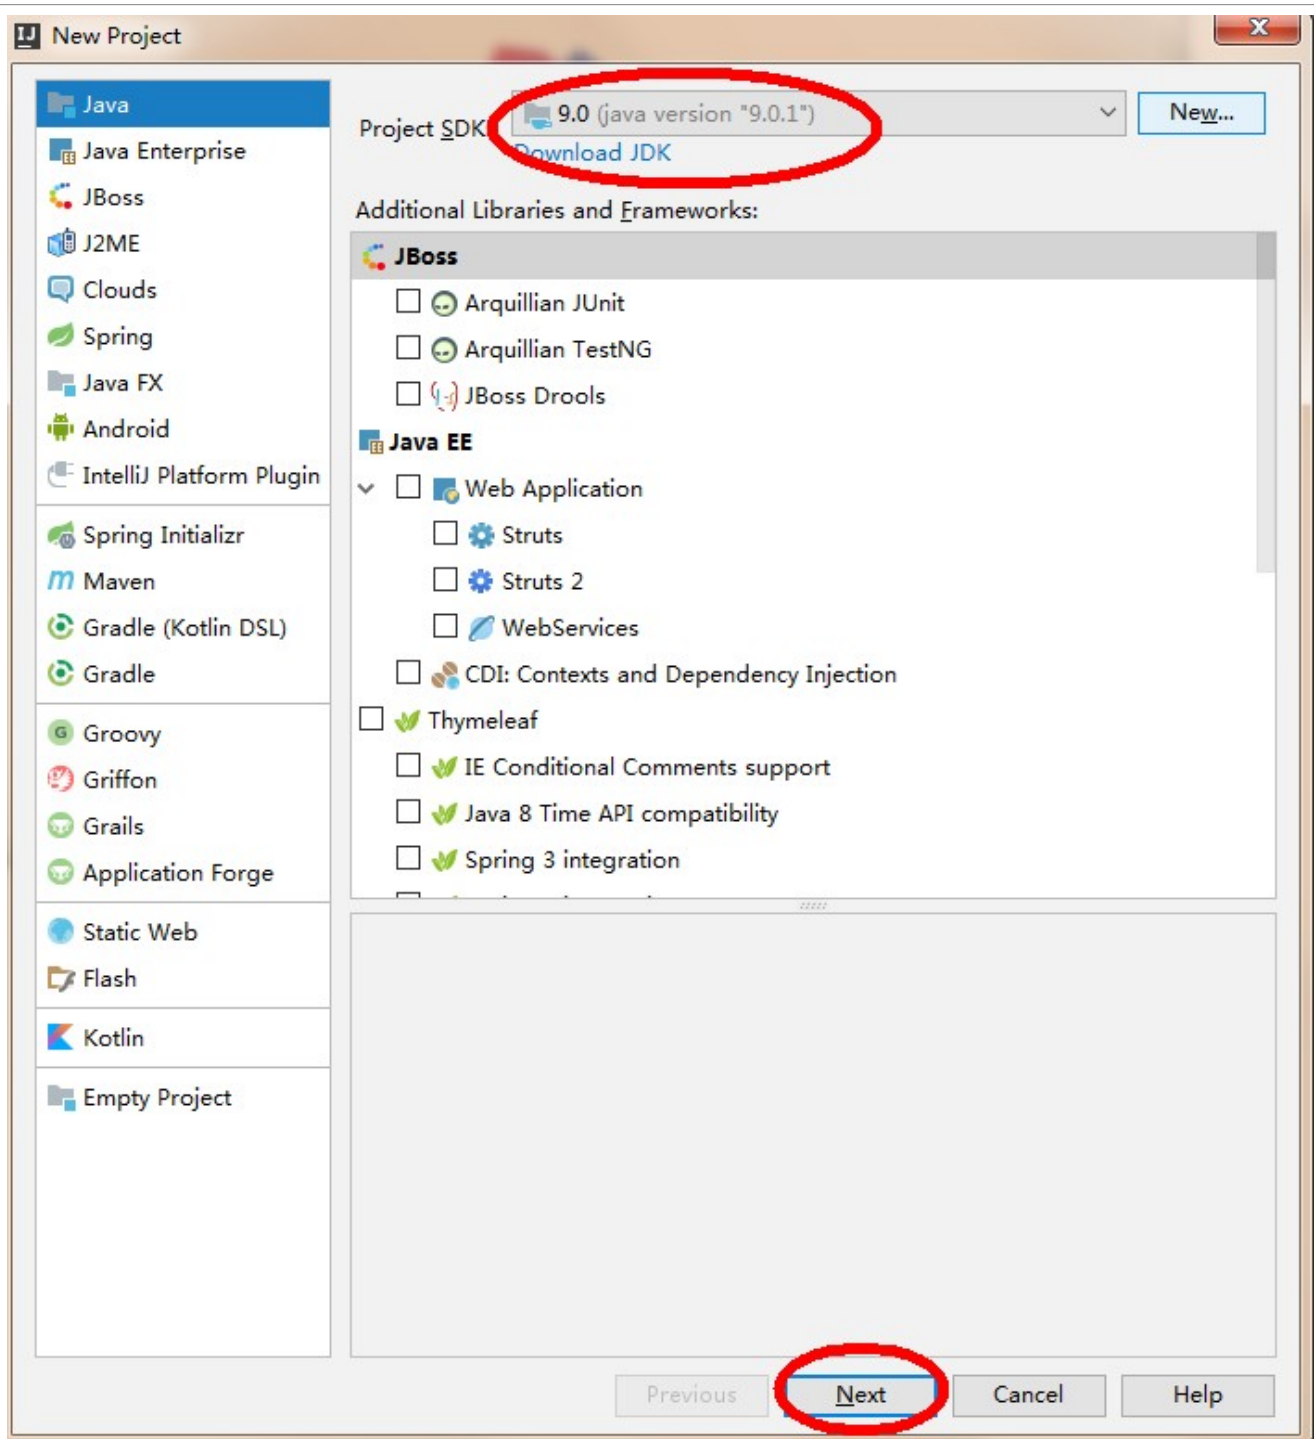 New Project
Java
Java Enterprise
JBoss
J2ME
Clouds
Spring
Java FX
Android
IntelliJ Platform Plugin
Spring Initializr
Maven
Gradle (Kotlin DSL)
Gradle
Groovy
Griffon
Grails
Application Forge
Static Web
Flash
Kotlin
Empty Project
Project SDK 9.0 (java version "9.0.1") New...
Download JDK
Additional Libraries and Frameworks:
JBoss
Arquillian JUnit
Arquillian TestNG
JBoss Drools
Java EE
Web Application
Struts
Struts 2
WebServices
CDI: Contexts and Dependency Injection
Thymeleaf
IE Conditional Comments support
Java 8 Time API compatibility
Spring 3 integration
Previous Next Cancel Help